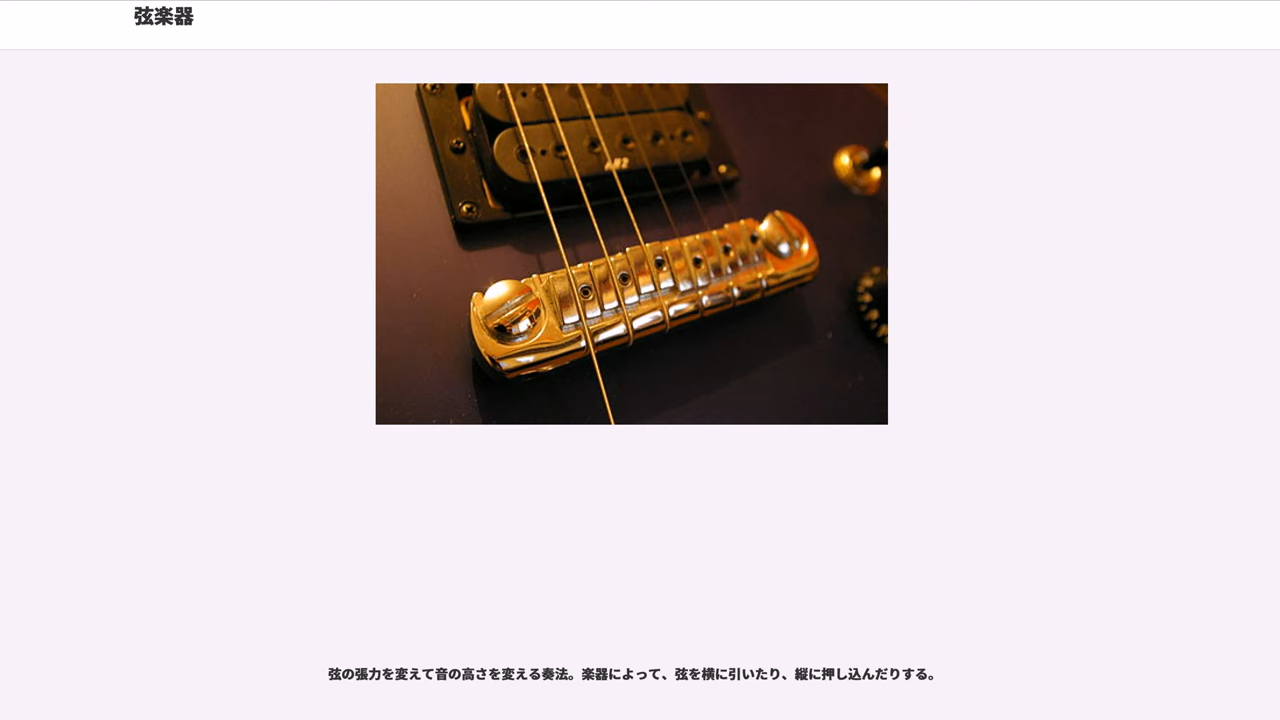 弦楽器
弦の張力を変えて音の高さを変える奏法。楽器によって、弦を横に引いたり、縦に押し込んだりする。